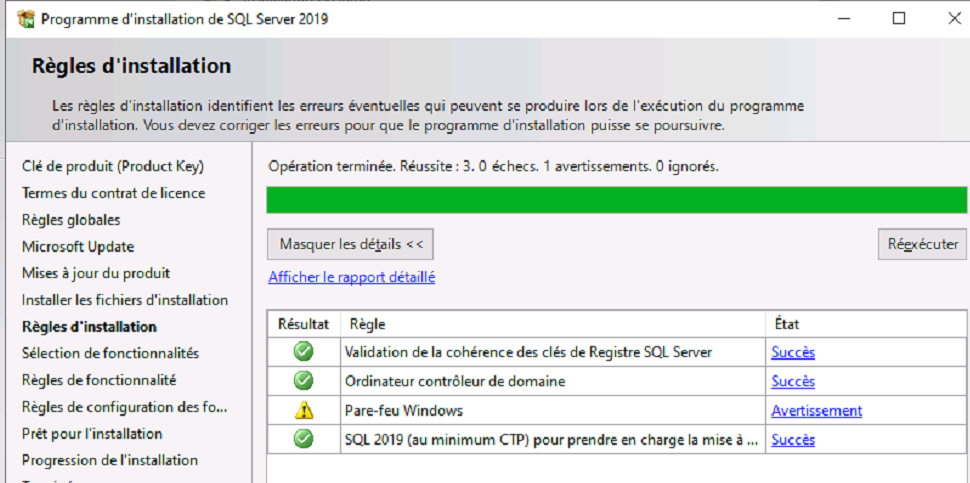 Programme d'installation de SQL Server 2019
Règles d'installation
Les règles d'installation identifient les erreurs éventuelles qui peuvent se produire lors de l'exécution du programme
d'installation. Vous devez corriger les erreurs pour que le programme d'installation puisse se poursuivre.
Clé de produit (Product Key)
Termes du contrat de licence
Règles globales
Microsoft Update
Mises à jour du produit
Installer les fichiers d'installation
Règles d'installation
Sélection de fonctionnalités
Règles de fonctionnalité
Règles de configuration des fo...
Prêt pour l'installation
Progression de l'installation
Opération terminée. Réussite : 3. 0 échecs. 1 avertissements. 0 ignorés.
Masquer les détails <<
Réexécuter
Afficher le rapport détaillé
Résultat Règle État
Validation de la cohérence des clés de Registre SQL Server Succès
Ordinateur contrôleur de domaine Succès
Pare-feu Windows Avertissement
SQL 2019 (au minimum CTP) pour prendre en charge la mise à ... Succès